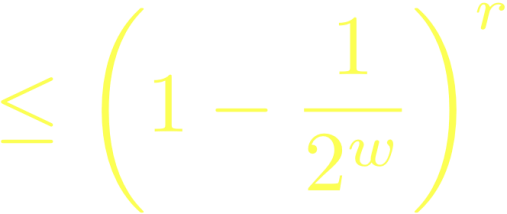 ≤ (1 − 1/2^w)^r